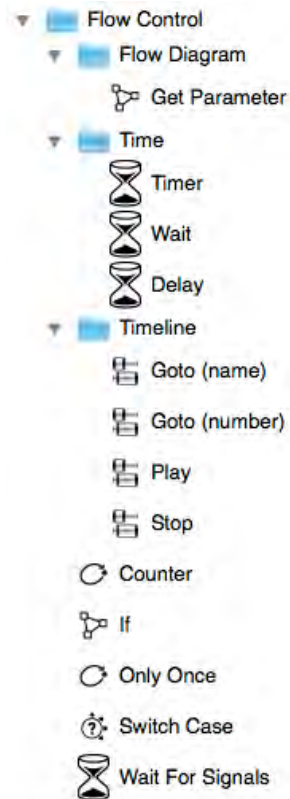 Flow Control
Flow Diagram
Get Parameter
Time
Timer
Wait
Delay
Timeline
Goto (name)
Goto (number)
Play
Stop
Counter
If
Only Once
Switch Case
Wait For Signals